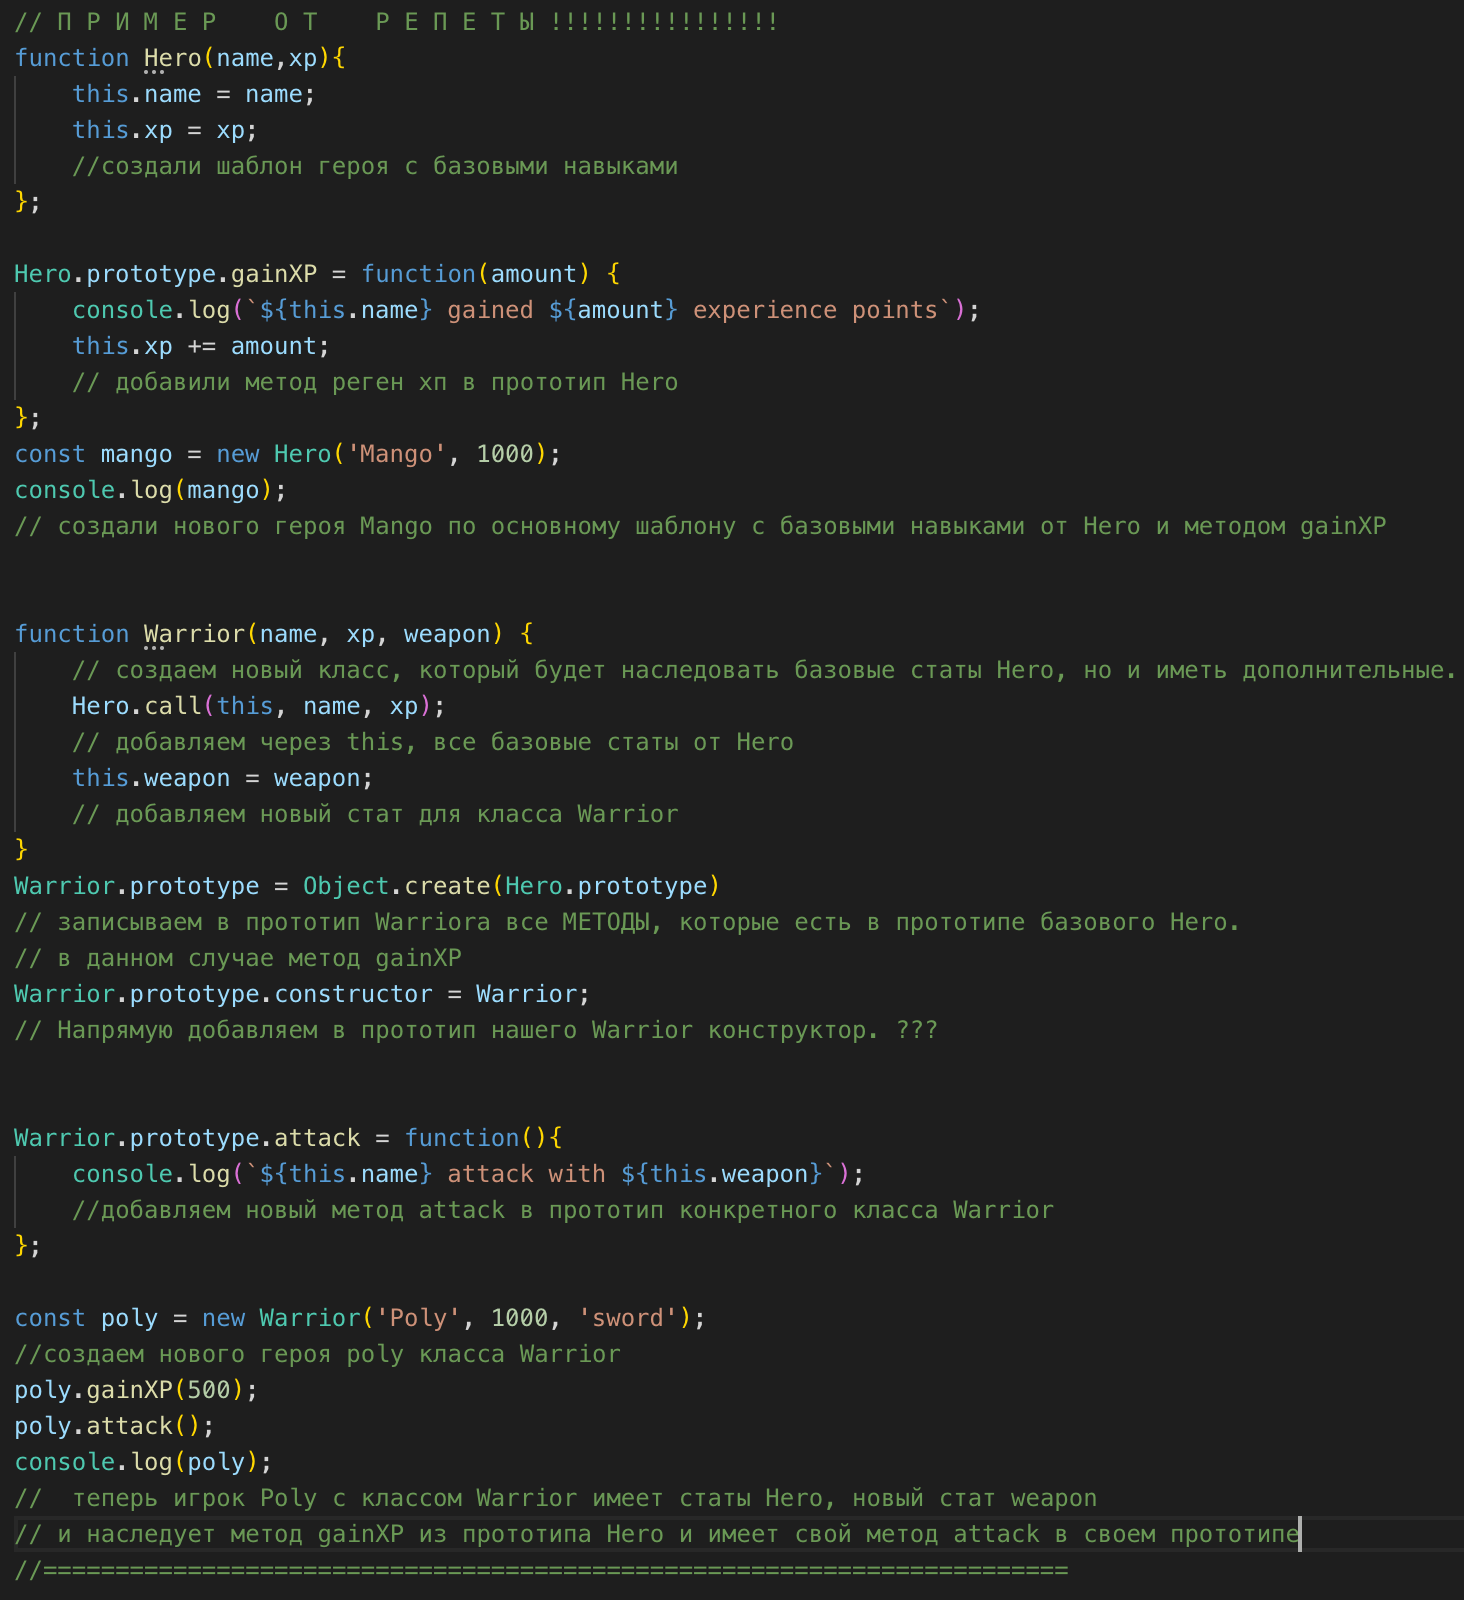 // П Р И М Е Р    О Т    Р Е П Е Т Ы !!!!!!!!!!!!!!!!
function Hero(name,xp){
    this.name = name;
    this.xp = xp;
    //создали шаблон героя с базовыми навыками
};
Hero.prototype.gainXP = function(amount) {
    console.log(`${this.name} gained ${amount} experience points`);
    this.xp += amount;
    // добавили метод реген хп в прототип Hero
};
const mango = new Hero('Mango', 1000);
console.log(mango);
// создали нового героя Mango по основному шаблону с базовыми навыками от Hero и методом gainXP
function Warrior(name, xp, weapon) {
    // создаем новый класс, который будет наследовать базовые статы Hero, но и иметь дополнительные.
    Hero.call(this, name, xp);
    // добавляем через this, все базовые статы от Hero
    this.weapon = weapon;
    // добавляем новый стат для класса Warrior
}
Warrior.prototype = Object.create(Hero.prototype)
// записываем в прототип Warriorа все МЕТОДЫ, которые есть в прототипе базового Hero.
// в данном случае метод gainXP
Warrior.prototype.constructor = Warrior;
// Напрямую добавляем в прототип нашего Warrior конструктор. ???
Warrior.prototype.attack = function(){
    console.log(`${this.name} attack with ${this.weapon}`);
    //добавляем новый метод attack в прототип конкретного класса Warrior
};
const poly = new Warrior('Poly', 1000, 'sword');
//создаем нового героя poly класса Warrior
poly.gainXP(500);
poly.attack();
console.log(poly);
//  теперь игрок Poly с классом Warrior имеет статы Hero, новый стат weapon
// и наследует метод gainXP из прототипа Hero и имеет свой метод attack в своем прототипе
//=======================================================================